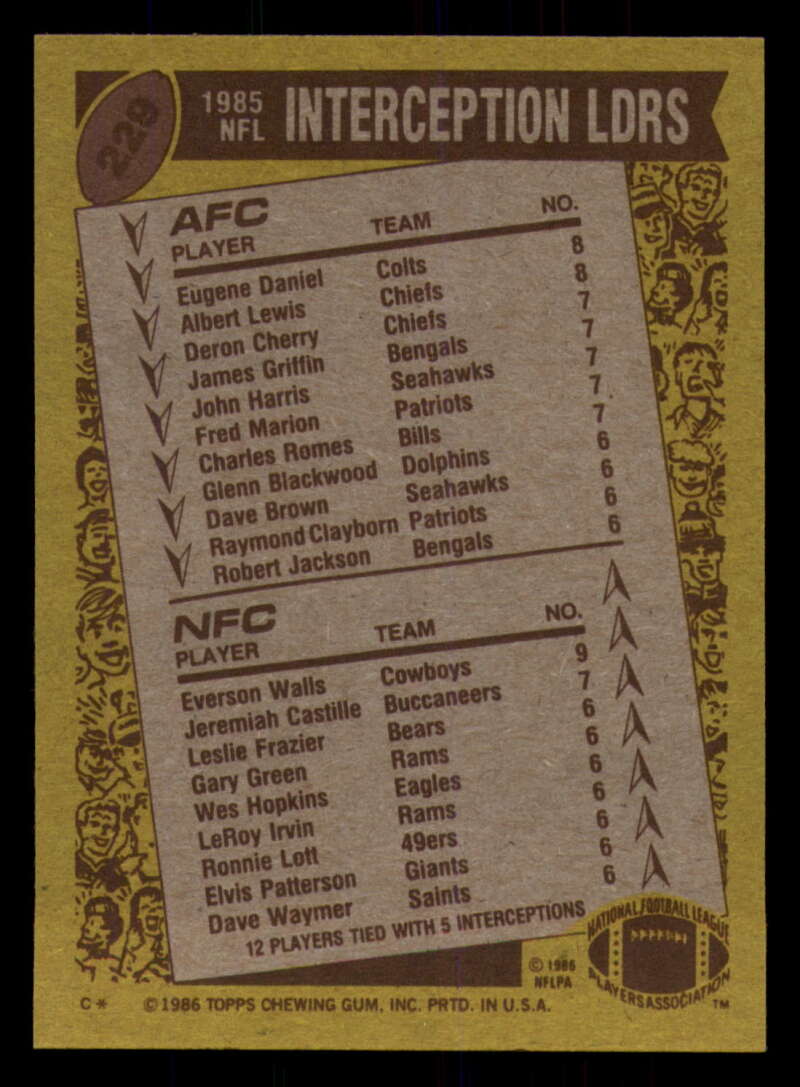 229
1985 NFL INTERCEPTION LDRS
AFC
PLAYER TEAM NO.
Eugene Daniel Colts 8
Albert Lewis Chiefs 8
Deron Cherry Chiefs 7
James Griffin Bengals 7
John Harris Seahawks 7
Fred Marion Patriots 7
Charles Romes Bills 7
Glenn Blackwood Dolphins 6
Dave Brown Seahawks 6
Raymond Clayborn Patriots 6
Robert Jackson Bengals 6
NFC
PLAYER TEAM NO.
Everson Walls Cowboys 9
Jeremiah Castille Buccaneers 7
Leslie Frazier Bears 6
Gary Green Rams 6
Wes Hopkins Eagles 6
LeRoy Irvin Rams 6
Ronnie Lott 49ers 6
Elvis Patterson Giants 6
Dave Waymer Saints 6
12 PLAYERS TIED WITH 5 INTERCEPTIONS
NATIONAL FOOTBALL LEAGUE
PLAYERS ASSOCIATION
TM
© 1986
NFLPA
C* © 1986 TOPPS CHEWING GUM, INC. PRTD. IN U.S.A.